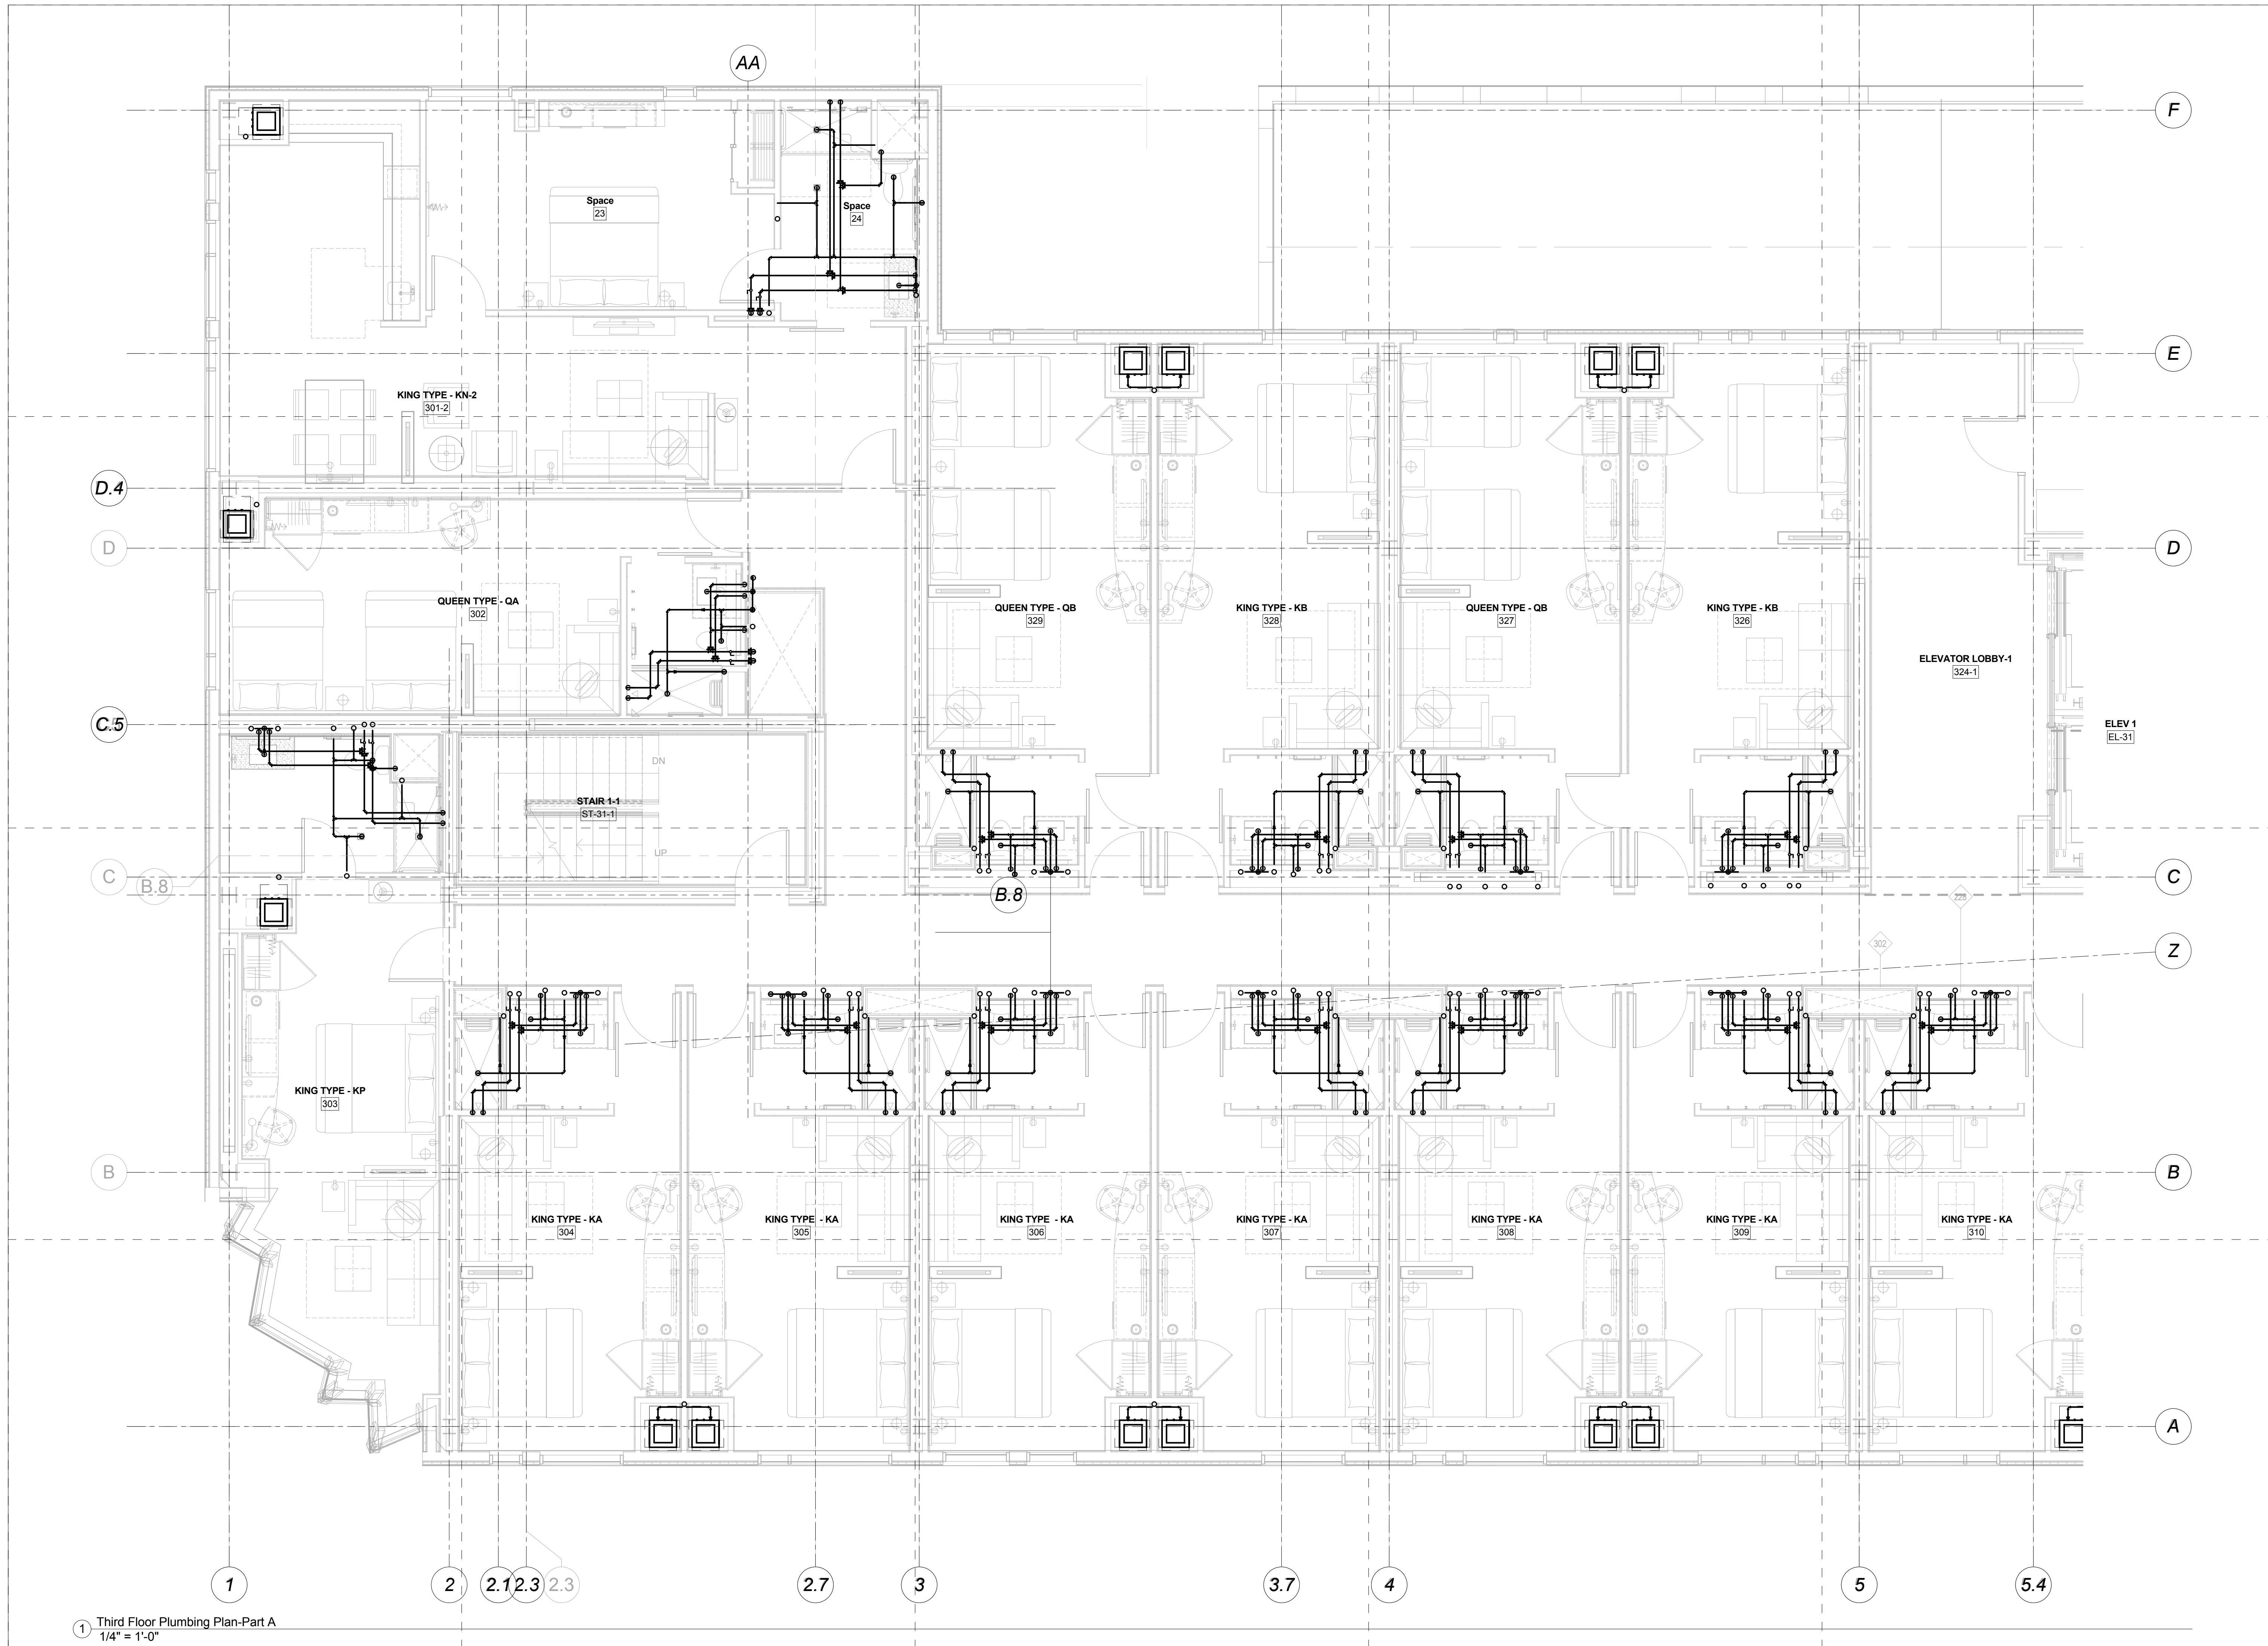 AA
F
Space
23
Space
24
E
KING TYPE - KN-2
301-2
D.4
D
D
QUEEN TYPE - QA
302
QUEEN TYPE - QB
329
KING TYPE - KB
328
QUEEN TYPE - QB
327
KING TYPE - KB
326
ELEVATOR LOBBY-1
324-1
C.5
ELEV 1
EL-31
DN
STAIR 1-1
ST-31-1
UP
C
B.8
C
B.8
228
302
Z
KING TYPE - KP
303
B
B
KING TYPE - KA
304
KING TYPE - KA
305
KING TYPE - KA
306
KING TYPE - KA
307
KING TYPE - KA
308
KING TYPE - KA
309
KING TYPE - KA
310
A
1
2
2.1
2.3
2.3
2.7
3
3.7
4
5
5.4
1
Third Floor Plumbing Plan-Part A
1/4" = 1'-0"